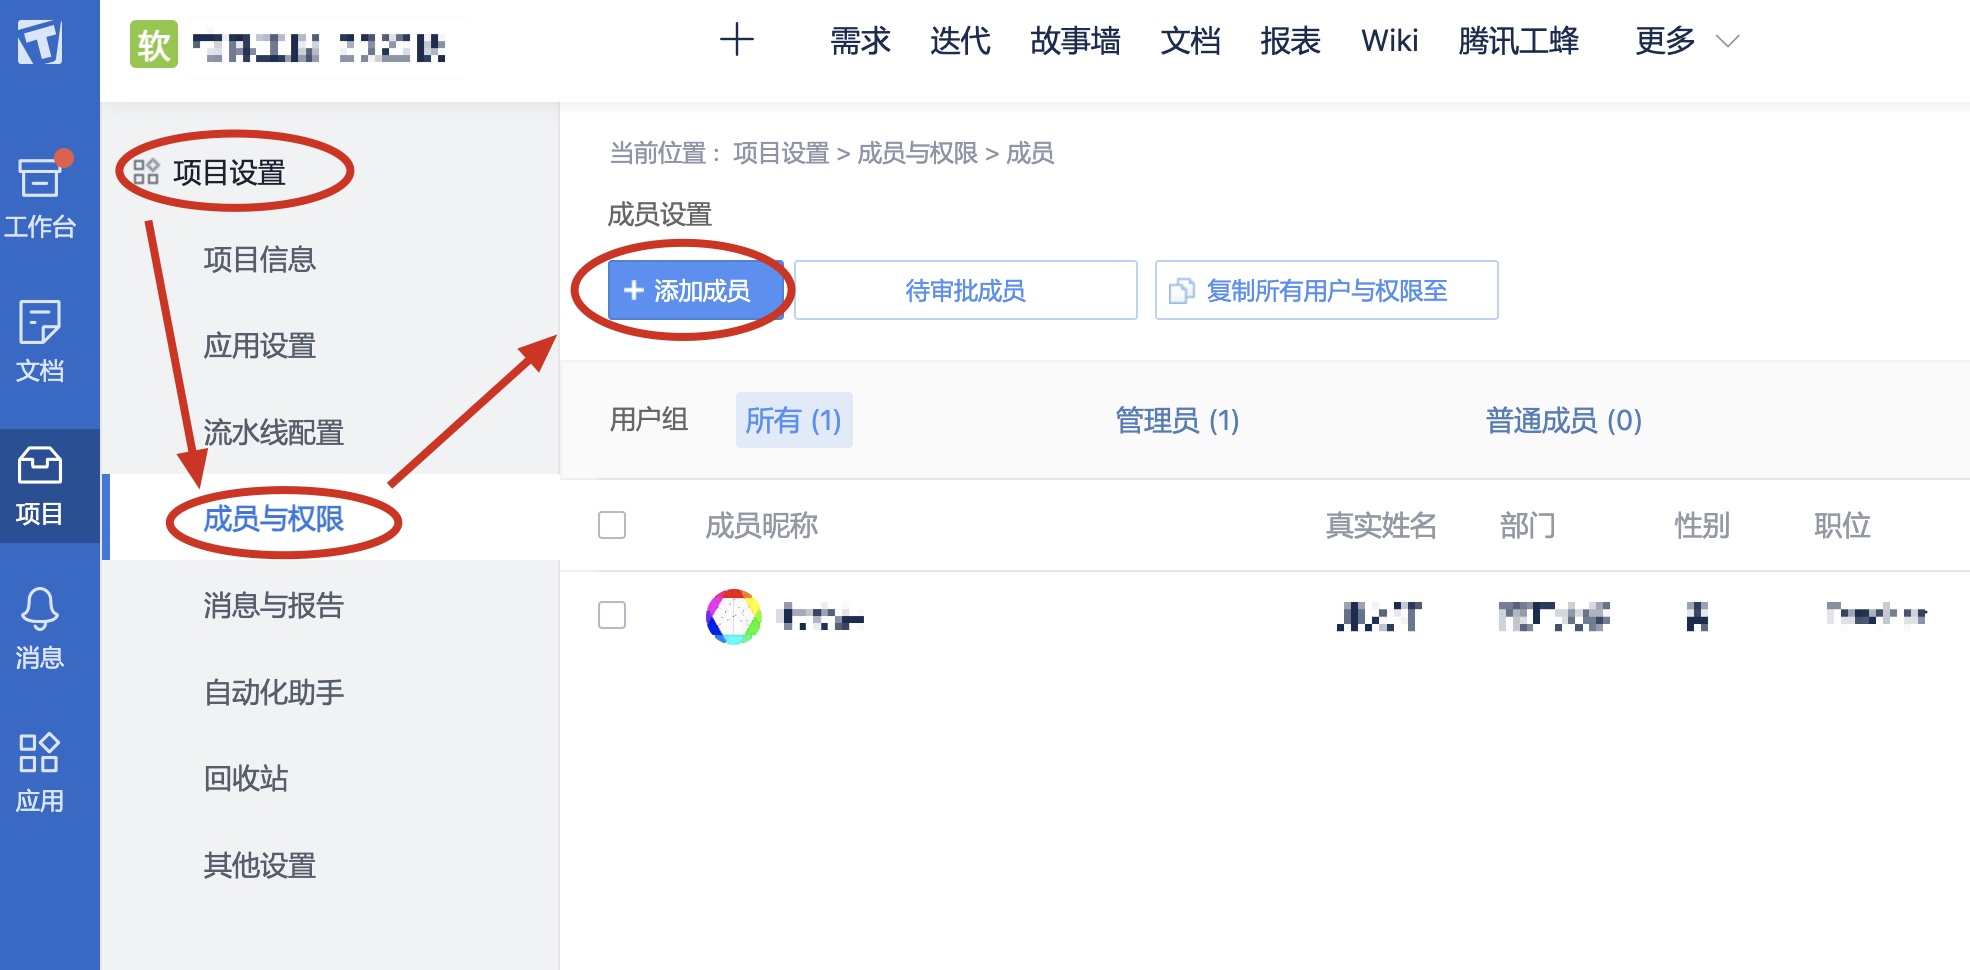 软
需求 迭代 故事墙 文档 报表 Wiki 腾讯工蜂 更多
工作台
文档
项目
消息
应用
项目设置
项目信息
应用设置
流水线配置
成员与权限
消息与报告
自动化助手
回收站
其他设置
当前位置： 项目设置 > 成员与权限 > 成员
成员设置
+ 添加成员 待审批成员 复制所有用户与权限至
用户组 所有 (1) 管理员 (1) 普通成员 (0)
成员昵称 真实姓名 部门 性别 职位